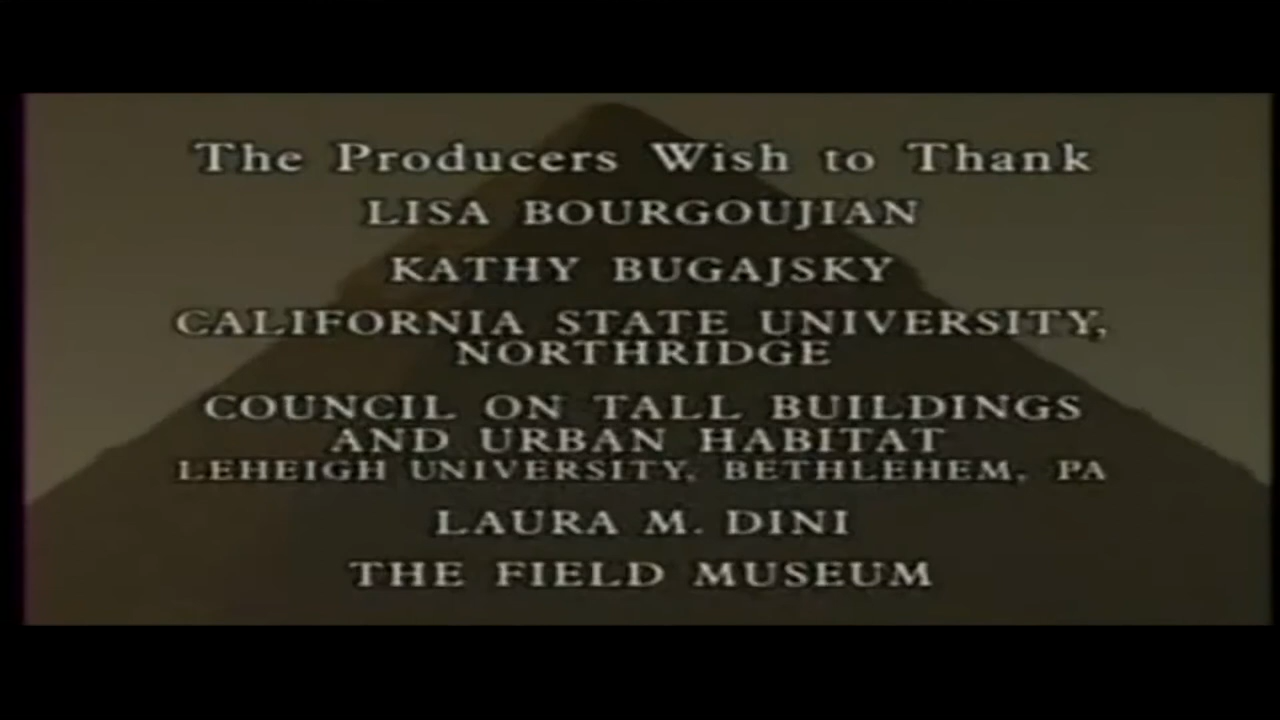 The Producers Wish to Thank
LISA BOURGOUJIAN
KATHY BUGAJSKY
CALIFORNIA STATE UNIVERSITY,
NORTHRIDGE
COUNCIL ON TALL BUILDINGS
AND URBAN HABITAT
LEHEIGH UNIVERSITY, BETHLEHEM, PA
LAURA M. DINI
THE FIELD MUSEUM